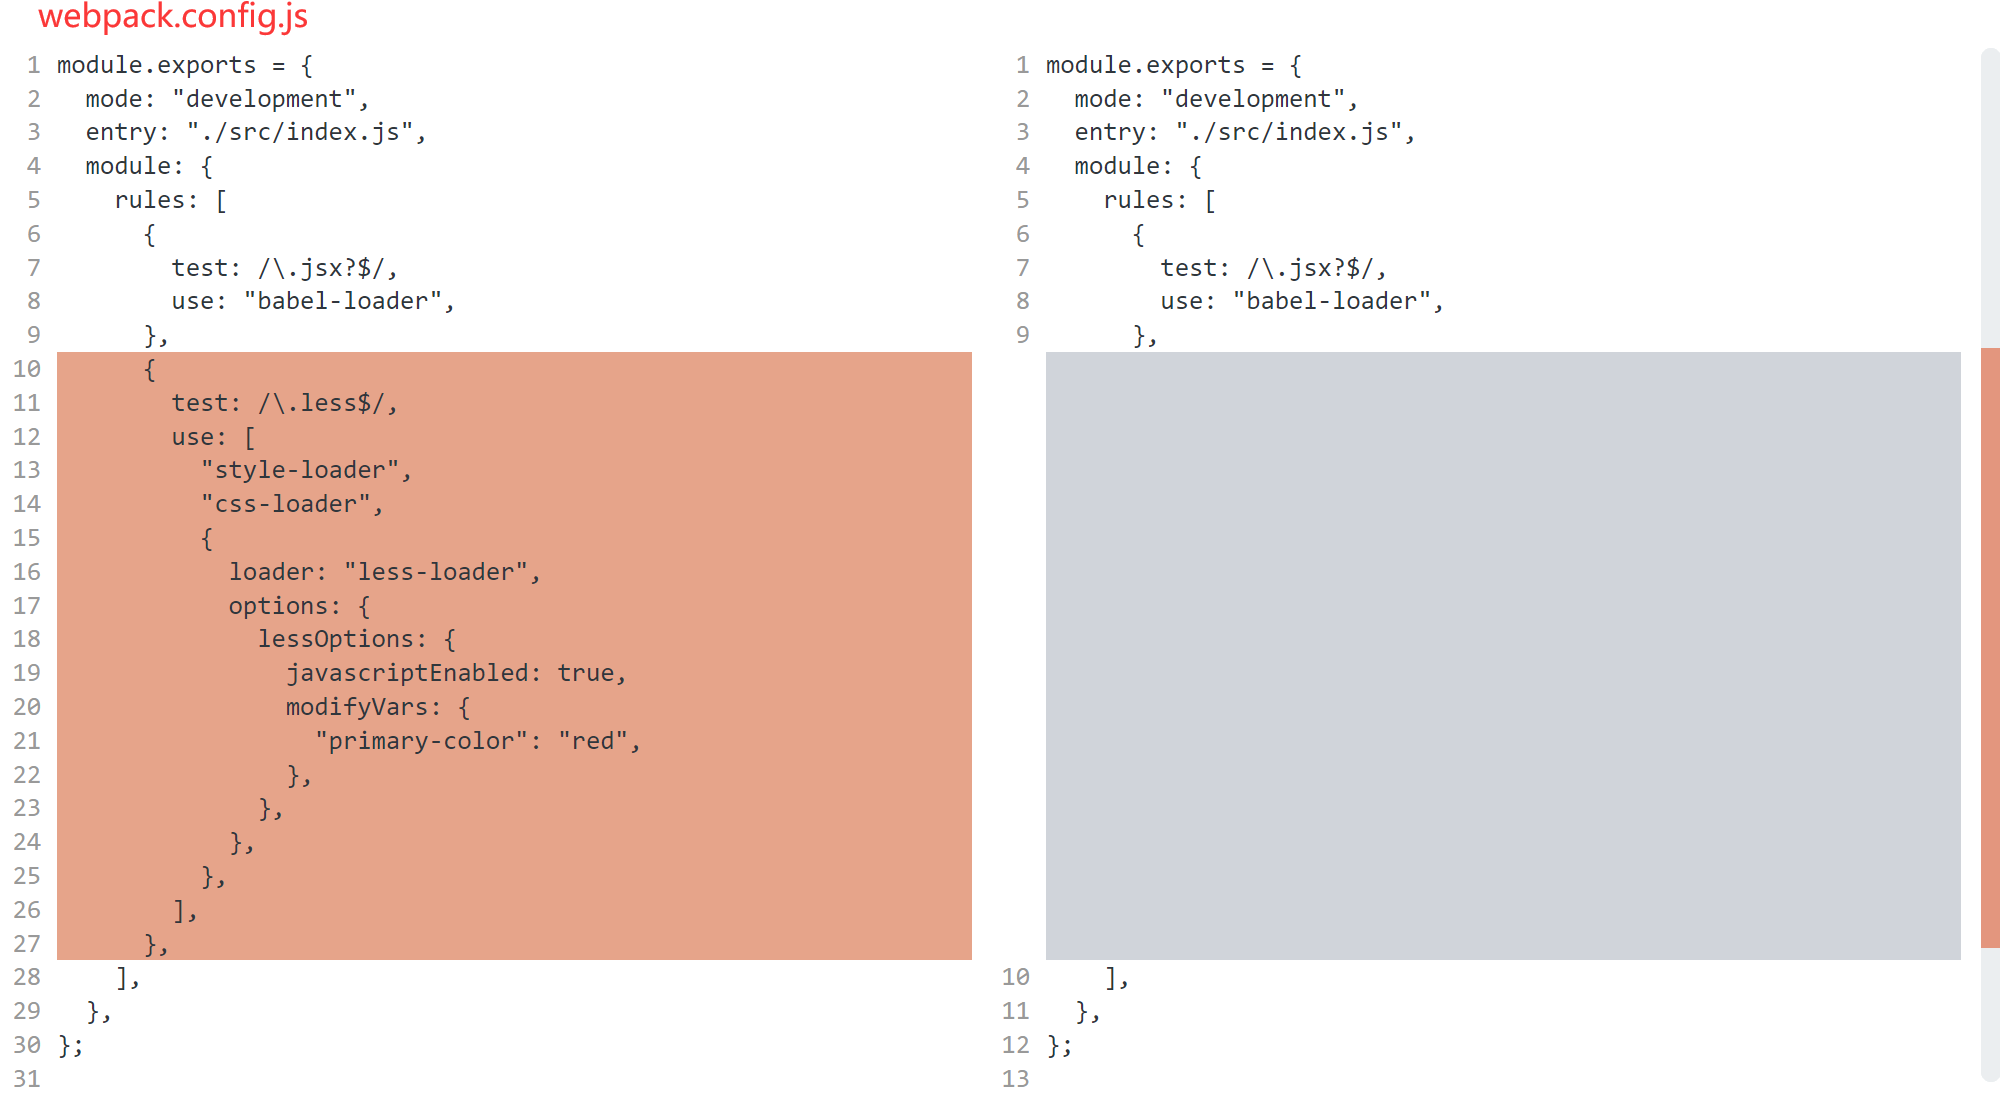 webpack.config.js
1 module.exports = {
2   mode: "development",
3   entry: "./src/index.js",
4   module: {
5     rules: [
6       {
7         test: /\.jsx?$/,
8         use: "babel-loader",
9       },
10       {
11         test: /\.less$/,
12         use: [
13           "style-loader",
14           "css-loader",
15           {
16             loader: "less-loader",
17             options: {
18               lessOptions: {
19                 javascriptEnabled: true,
20                 modifyVars: {
21                   "primary-color": "red",
22                 },
23               },
24             },
25           },
26         ],
27       },
28     ],
29   },
30 };
31
1 module.exports = {
2   mode: "development",
3   entry: "./src/index.js",
4   module: {
5     rules: [
6       {
7         test: /\.jsx?$/,
8         use: "babel-loader",
9       },
10     ],
11   },
12 };
13